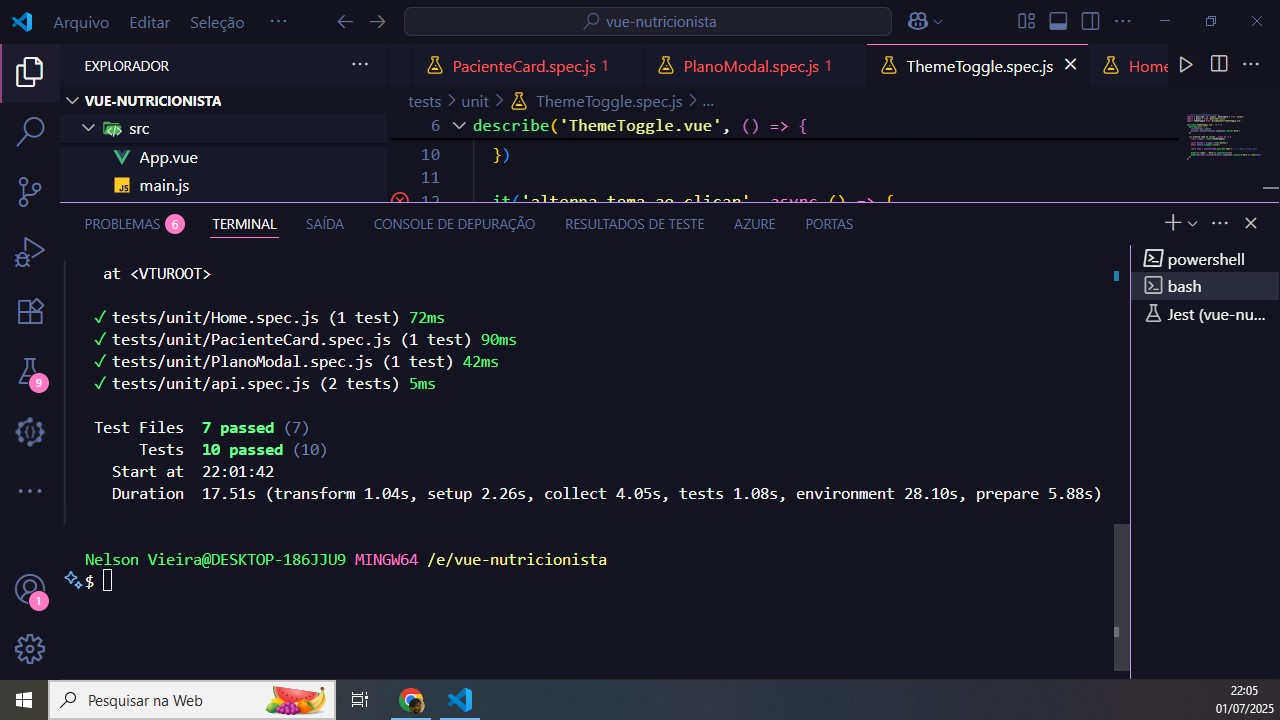 Arquivo Editar Seleção ... vue-nutricionista
EXPLORADOR ...
PacienteCard.spec.js 1 PlanoModal.spec.js 1 ThemeToggle.spec.js Home
VUE-NUTRICIONISTA
tests > unit > ThemeToggle.spec.js > ...
src
6 describe('ThemeToggle.vue', () => {
App.vue
10 })
11
JS main.js
12 it('alterna tema ao clicar', async () => {
PROBLEMAS 6 TERMINAL SAÍDA CONSOLE DE DEPURAÇÃO RESULTADOS DE TESTE AZURE PORTAS
at <VTUROOT>
✓ tests/unit/Home.spec.js (1 test) 72ms
✓ tests/unit/PacienteCard.spec.js (1 test) 90ms
✓ tests/unit/PlanoModal.spec.js (1 test) 42ms
✓ tests/unit/api.spec.js (2 tests) 5ms
Test Files 7 passed (7)
Tests 10 passed (10)
Start at 22:01:42
Duration 17.51s (transform 1.04s, setup 2.26s, collect 4.05s, tests 1.08s, environment 28.10s, prepare 5.88s)
Nelson Vieira@DESKTOP-186JJU9 MINGW64 /e/vue-nutricionista
$
powershell
bash
Jest (vue-nu...
9
1
Pesquisar na Web
22:05
01/07/2025